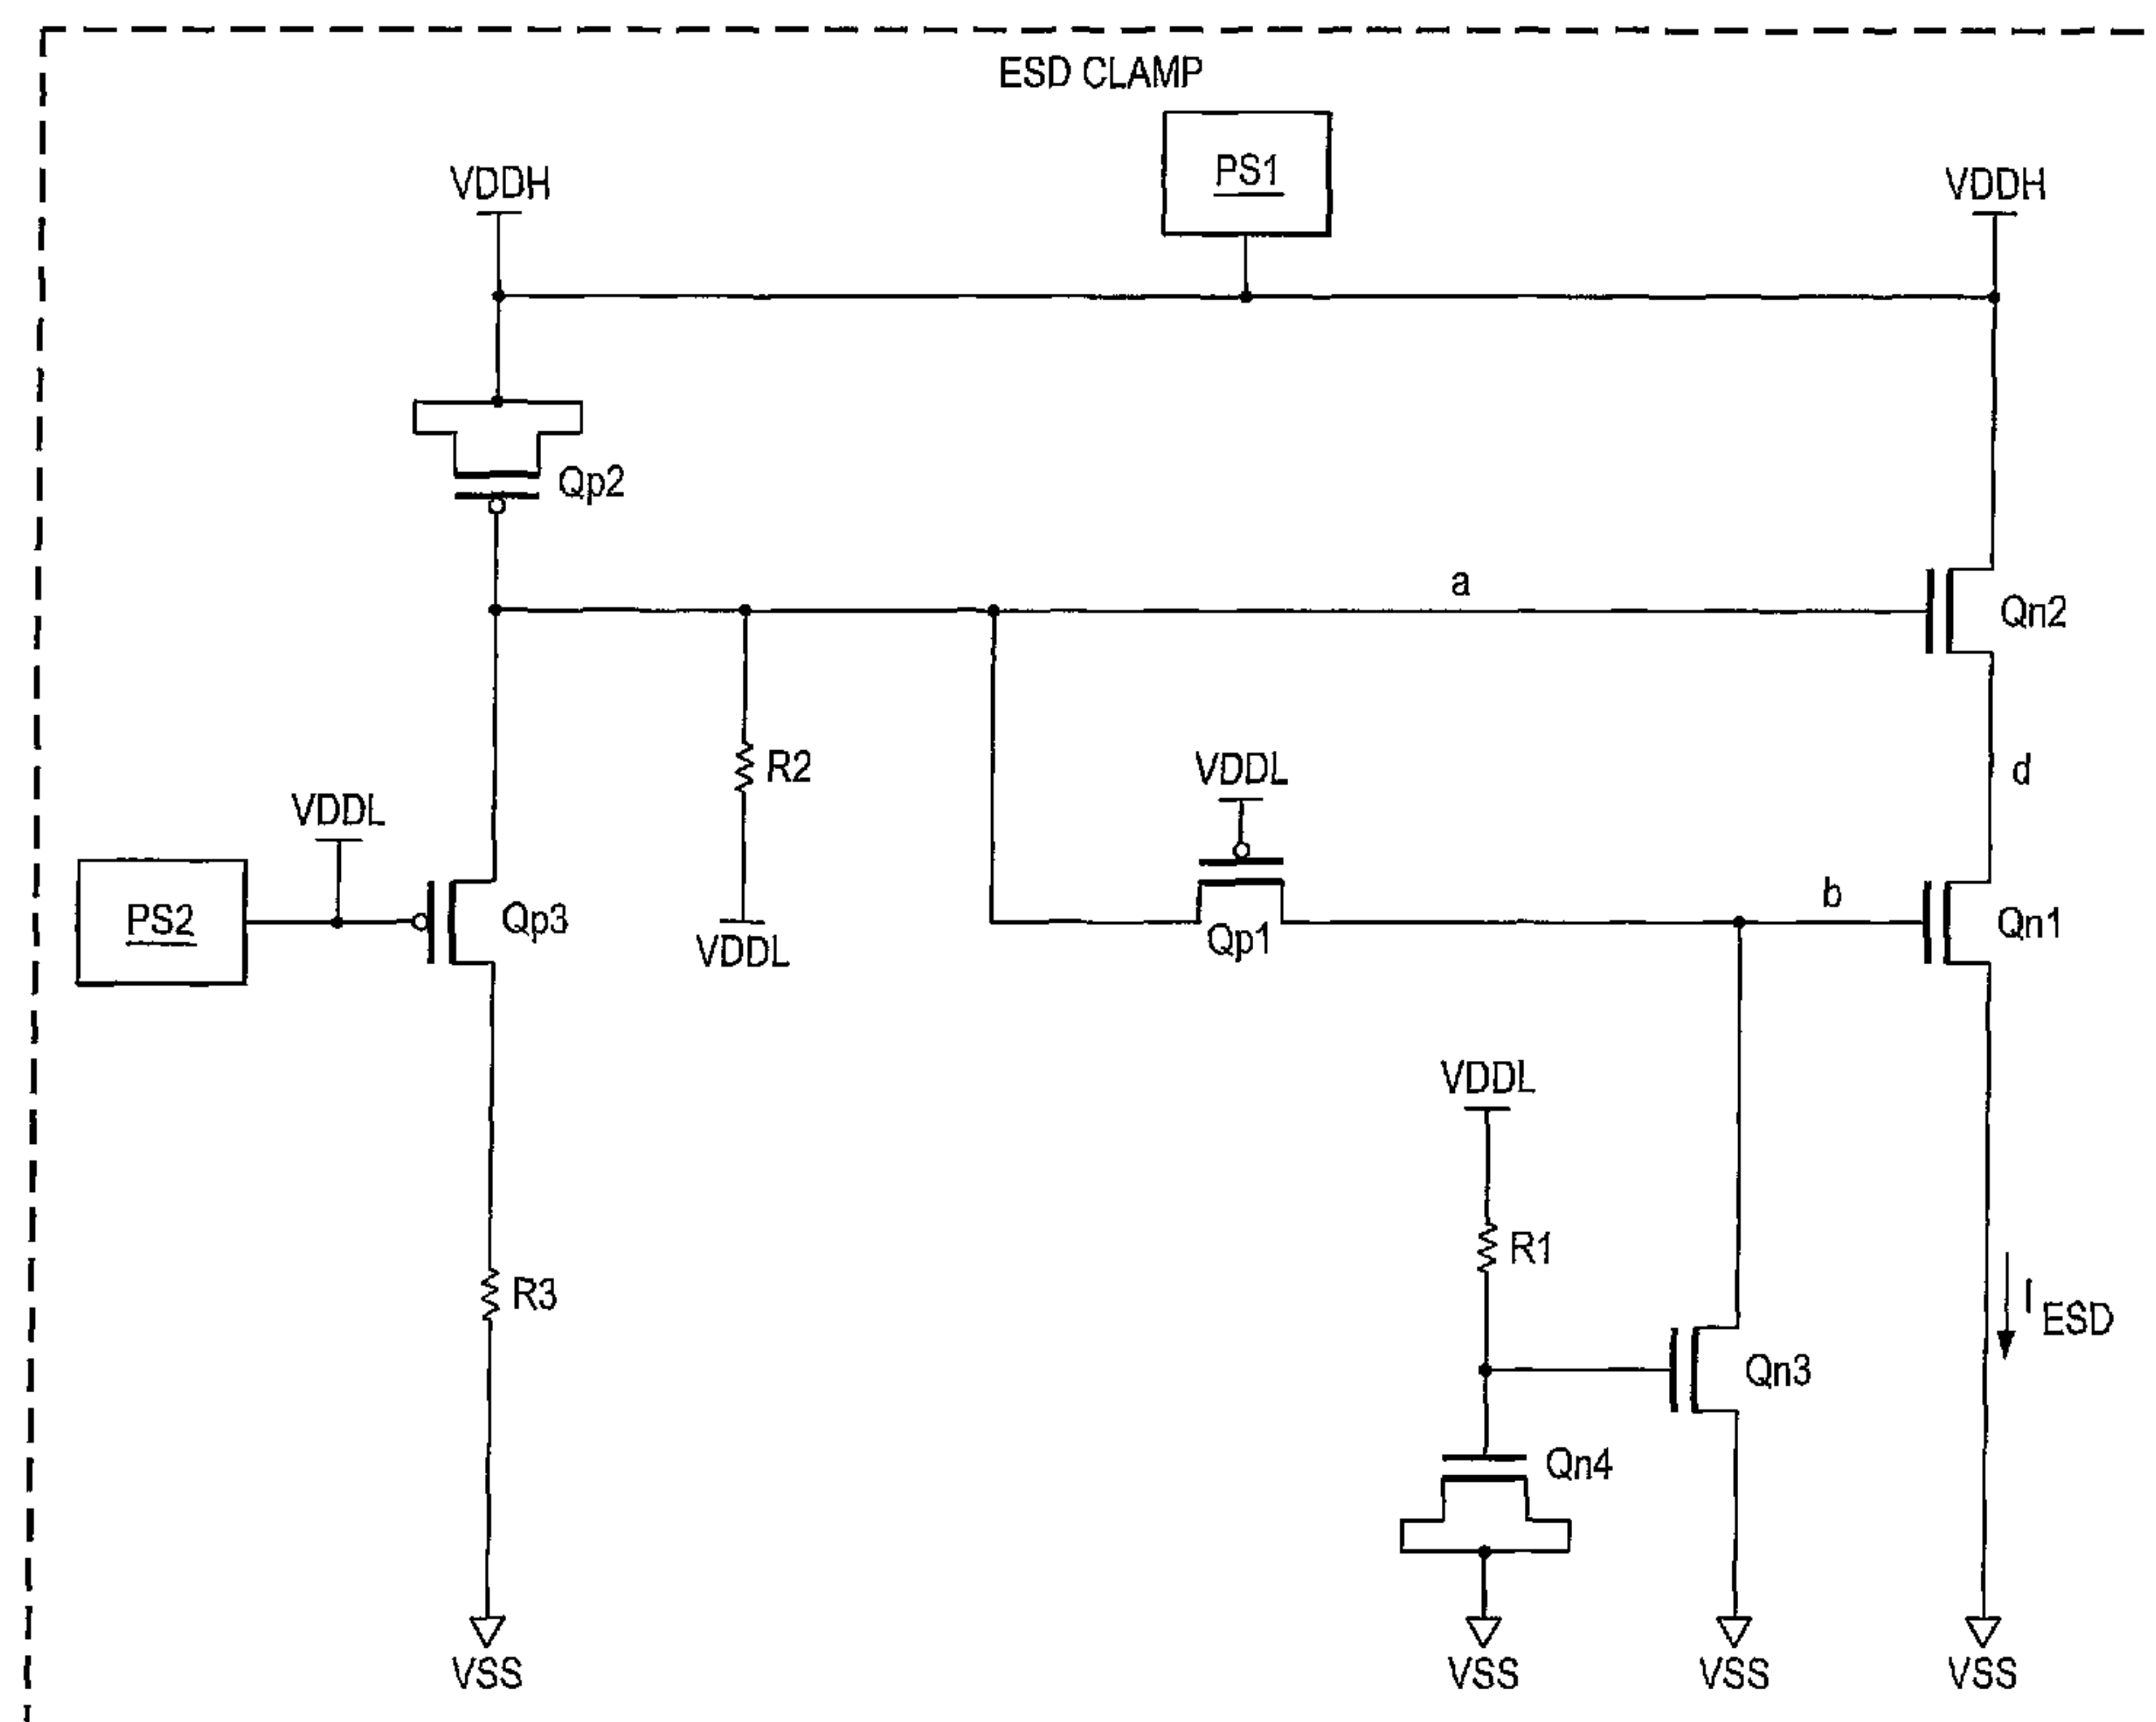 ESD CLAMP
PS1
VDDH
VDDH
Qp2
a
Qn2
R2
VDDL
d
VDDL
PS2
Qp3
VDDL
Qp1
b
Qn1
VDDL
R1
R3
I ESD
Qn3
Qn4
VSS
VSS
VSS
VSS